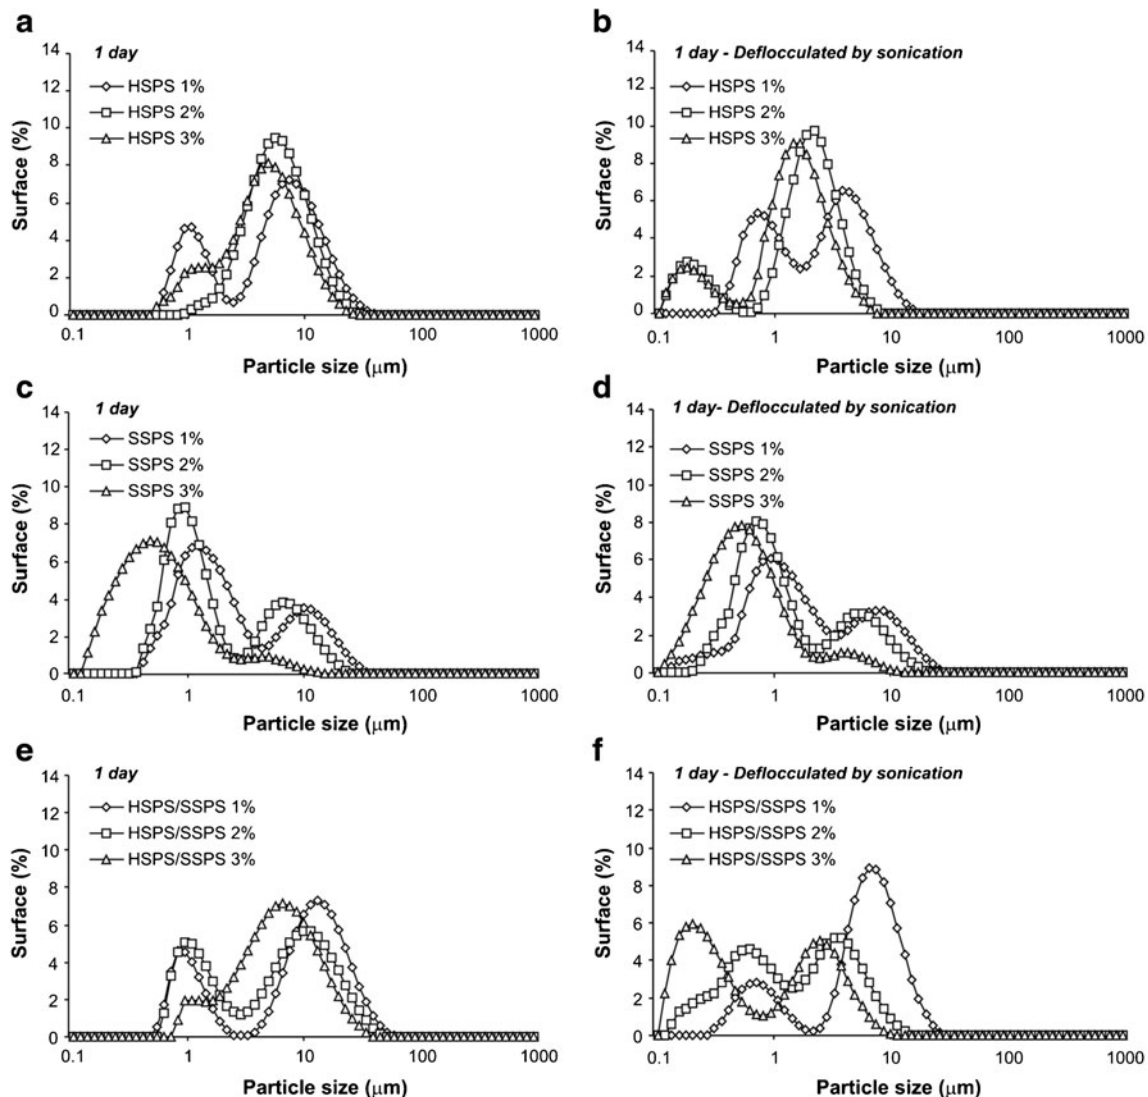 a
1 day
HSPS 1%
HSPS 2%
HSPS 3%
Surface (%)
14
12
10
8
6
4
2
0
0.1 1 10 100 1000
Particle size (μm)
b
1 day - Deflocculated by sonication
HSPS 1%
HSPS 2%
HSPS 3%
Surface (%)
14
12
10
8
6
4
2
0
0.1 1 10 100 1000
Particle size (μm)
c
1 day
SSPS 1%
SSPS 2%
SSPS 3%
Surface (%)
14
12
10
8
6
4
2
0
0.1 1 10 100 1000
Particle size (μm)
d
1 day- Deflocculated by sonication
SSPS 1%
SSPS 2%
SSPS 3%
Surface (%)
14
12
10
8
6
4
2
0
0.1 1 10 100 1000
Particle size (μm)
e
1 day
HSPS/SSPS 1%
HSPS/SSPS 2%
HSPS/SSPS 3%
Surface (%)
14
12
10
8
6
4
2
0
0.1 1 10 100 1000
Particle size (μm)
f
1 day - Deflocculated by sonication
HSPS/SSPS 1%
HSPS/SSPS 2%
HSPS/SSPS 3%
Surface (%)
14
12
10
8
6
4
2
0
0.1 1 10 100 1000
Particle size (μm)